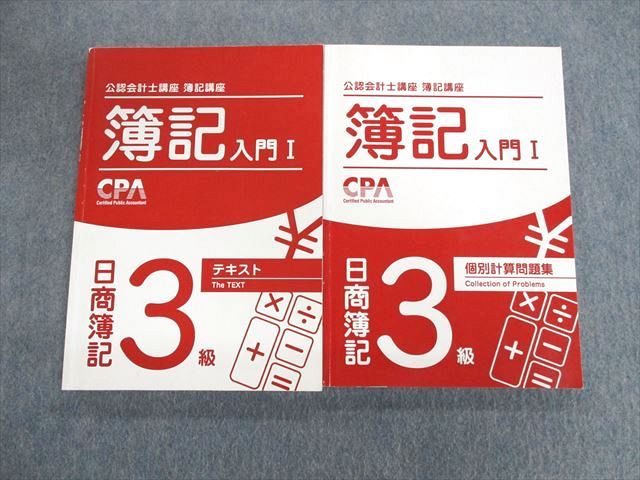 公認会計士講座 簿記講座
簿記入門 I
CPA
Certified Public Accountant
テキスト
The TEXT
日商簿記
3級
公認会計士講座 簿記講座
簿記入門 I
CPA
Certified Public Accountant
個別計算問題集
Collection of Problems
日商簿記
3級